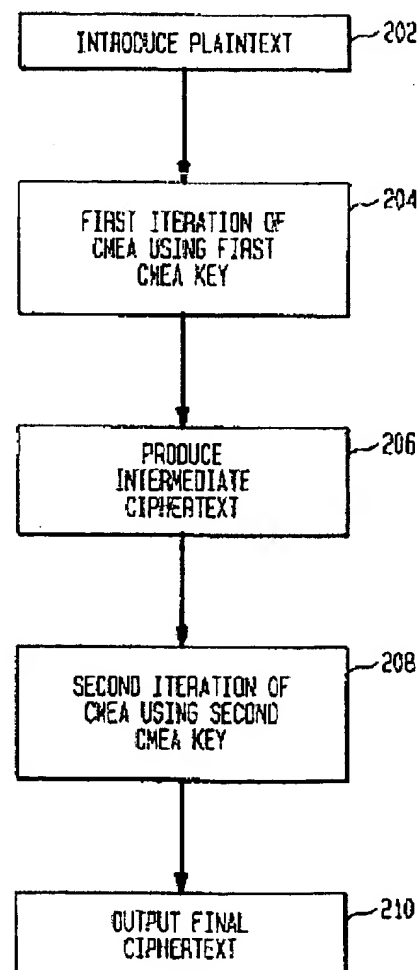 INTRODUCE PLAINTEXT
202
FIRST ITERATION OF
CMEA USING FIRST
CMEA KEY
204
PRODUCE
INTERMEDIATE
CIPHERTEXT
206
SECOND ITERATION OF
CMEA USING SECOND
CMEA KEY
208
OUTPUT FINAL
CIPHERTEXT
210